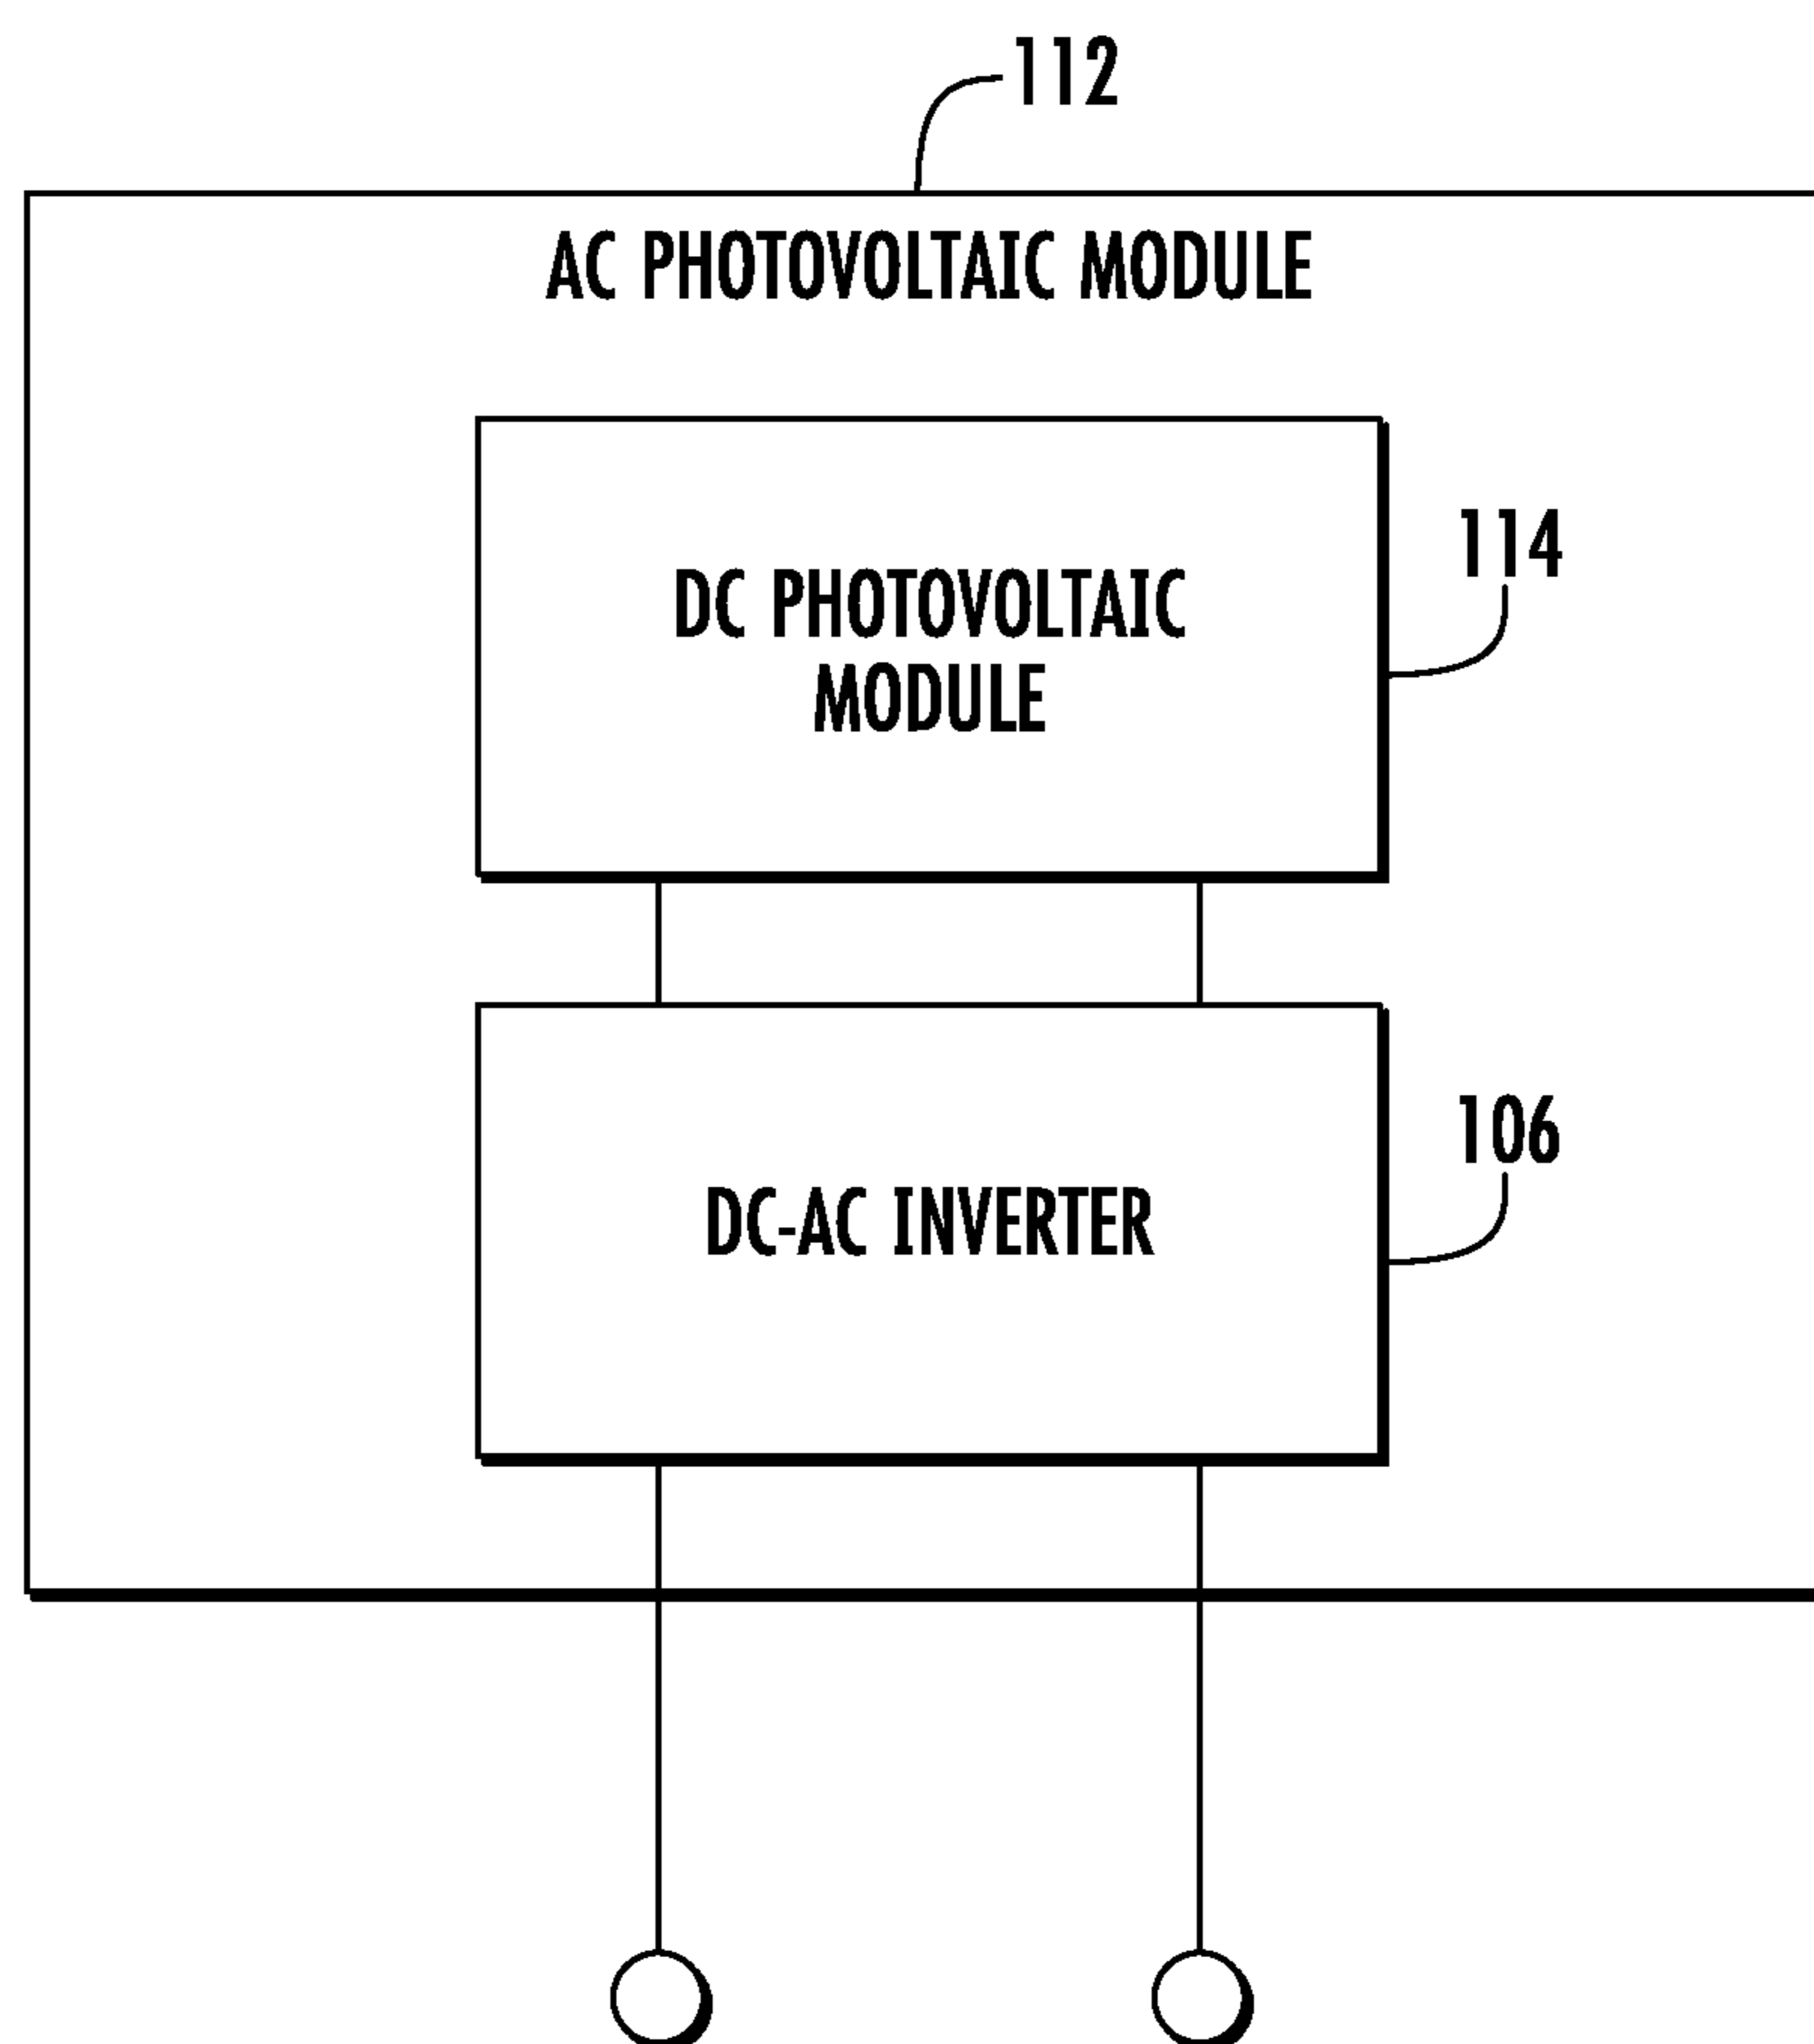 112
AC PHOTOVOLTAIC MODULE
114
DC PHOTOVOLTAIC
MODULE
106
DC-AC INVERTER